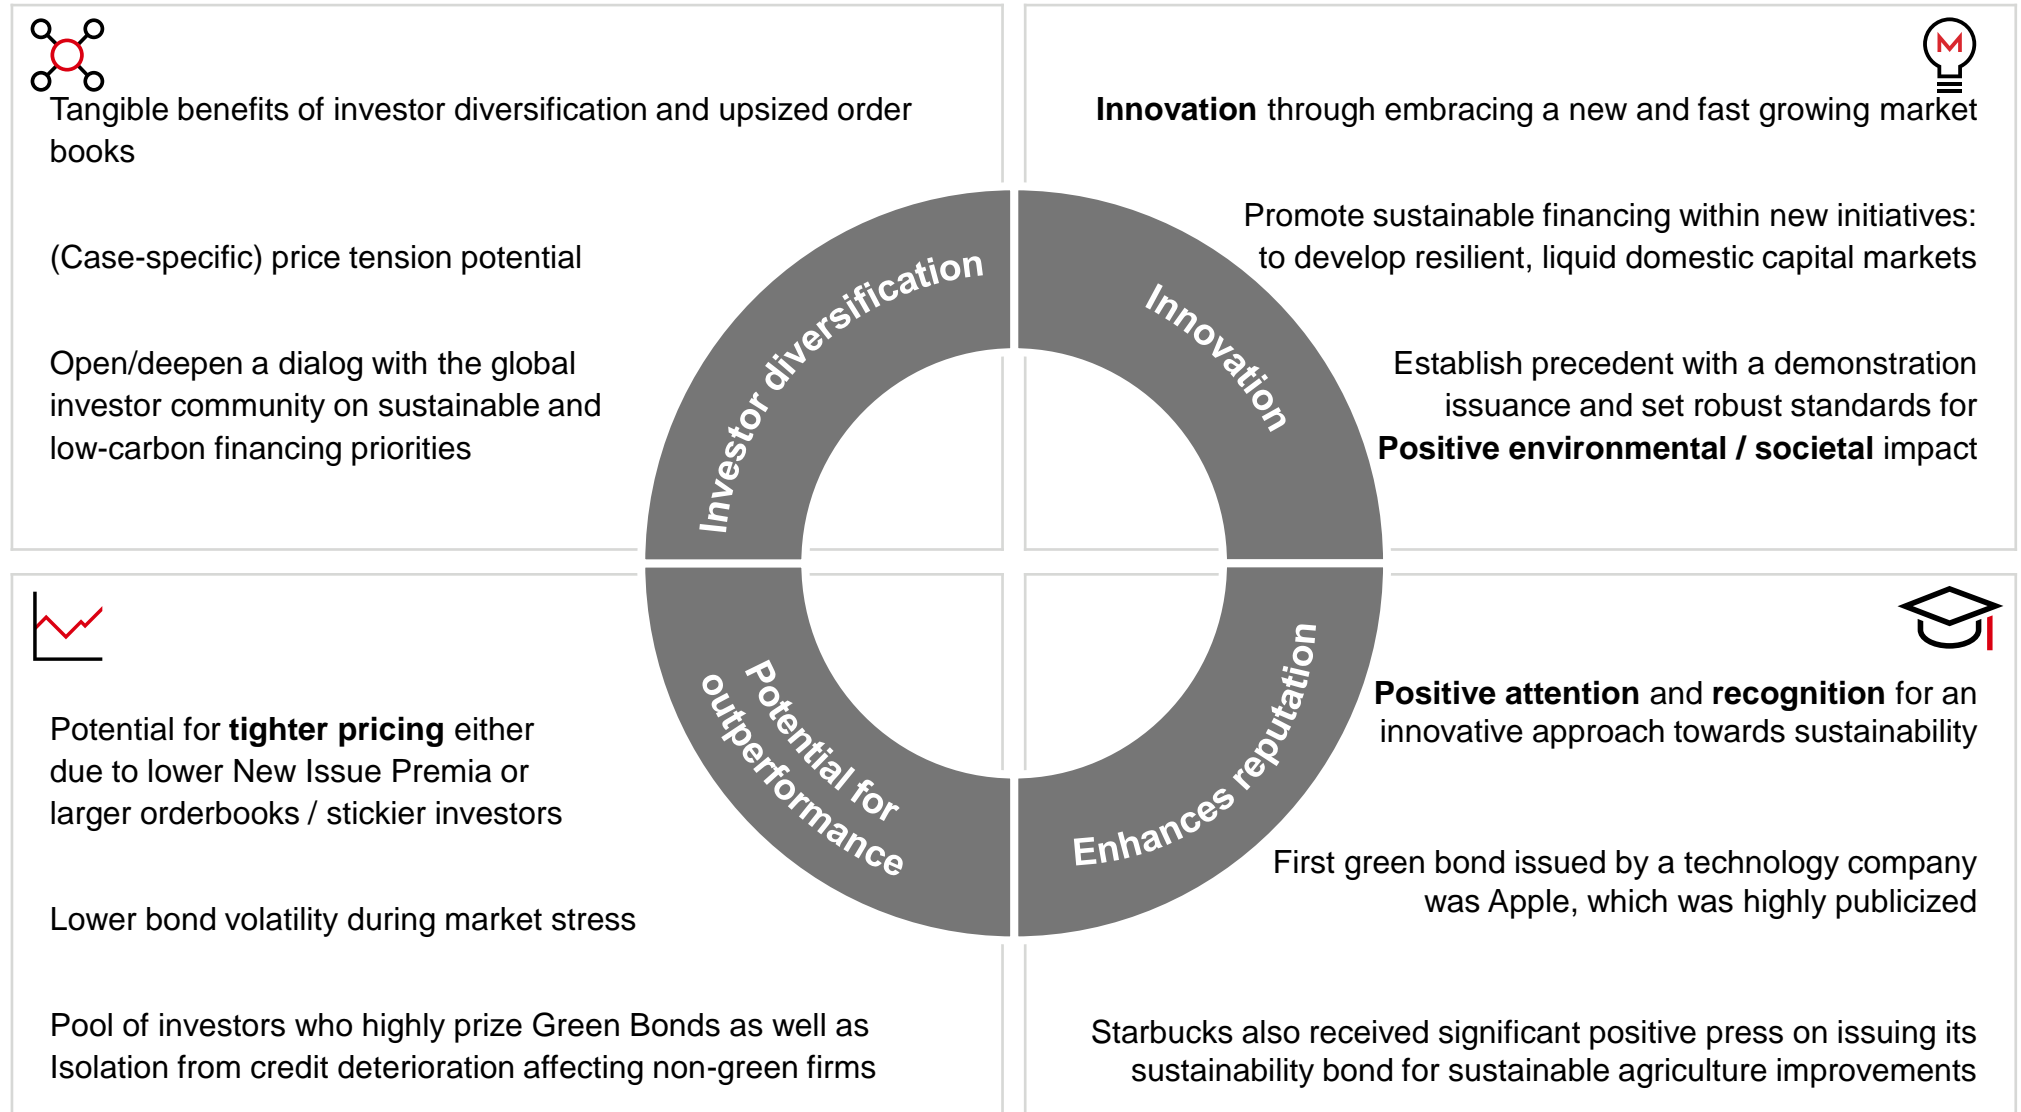 Tangible benefits of investor diversification and upsized order
books
(Case-specific) price tension potential
Open/deepen a dialog with the global
investor community on sustainable and
low-carbon financing priorities
Innovation through embracing a new and fast growing market
Promote sustainable financing within new initiatives:
to develop resilient, liquid domestic capital markets
Establish precedent with a demonstration
issuance and set robust standards for
Positive environmental / societal impact
Investor diversification
Innovation
Potential for
outperformance
Enhances reputation
Potential for tighter pricing either
due to lower New Issue Premia or
larger orderbooks / stickier investors
Lower bond volatility during market stress
Pool of investors who highly prize Green Bonds as well as
Isolation from credit deterioration affecting non-green firms
Positive attention and recognition for an
innovative approach towards sustainability
First green bond issued by a technology company
was Apple, which was highly publicized
Starbucks also received significant positive press on issuing its
sustainability bond for sustainable agriculture improvements